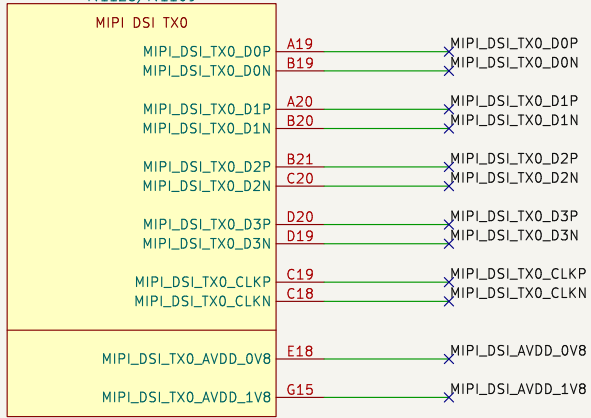 MIPI DSI TX0
MIPI_DSI_TX0_D0P A19 MIPI_DSI_TX0_D0P
MIPI_DSI_TX0_D0N B19 MIPI_DSI_TX0_D0N
MIPI_DSI_TX0_D1P A20 MIPI_DSI_TX0_D1P
MIPI_DSI_TX0_D1N B20 MIPI_DSI_TX0_D1N
MIPI_DSI_TX0_D2P B21 MIPI_DSI_TX0_D2P
MIPI_DSI_TX0_D2N C20 MIPI_DSI_TX0_D2N
MIPI_DSI_TX0_D3P D20 MIPI_DSI_TX0_D3P
MIPI_DSI_TX0_D3N D19 MIPI_DSI_TX0_D3N
MIPI_DSI_TX0_CLKP C19 MIPI_DSI_TX0_CLKP
MIPI_DSI_TX0_CLKN C18 MIPI_DSI_TX0_CLKN
MIPI_DSI_TX0_AVDD_0V8 E18 MIPI_DSI_AVDD_0V8
MIPI_DSI_TX0_AVDD_1V8 G15 MIPI_DSI_AVDD_1V8